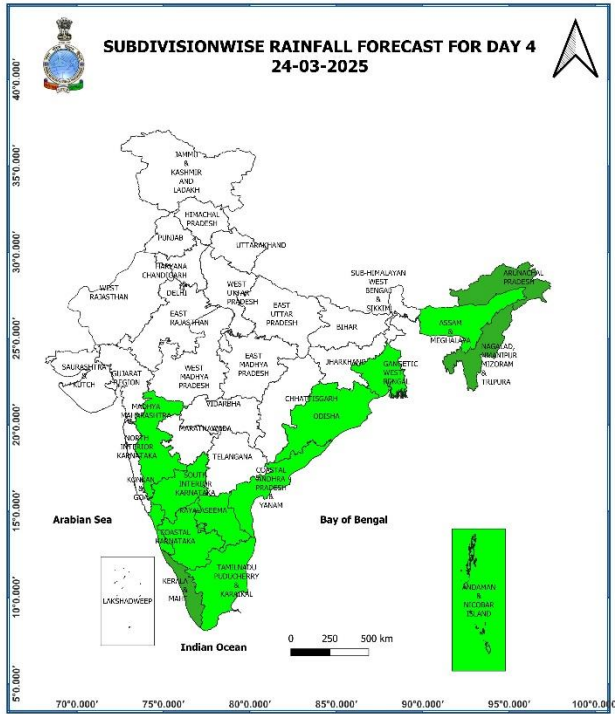 SUBDIVISIONWISE RAINFALL FORECAST FOR DAY 4
24-03-2025
40°0.000'
35°0.000'
30°0.000'
25°0.000'
20°0.000'
15°0.000'
10°0.000'
5°0.000'
JAMMU
&
KASHMIR
AND
LADAKH
HIMACHAL
PRADESH
PUNJAB
UTTARAKHAND
HARYANA
CHANDIGARH
&
DELHI
WEST
RAJASTHAN
WEST
UTTAR
PRADESH
EAST
RAJASTHAN
EAST
UTTAR
PRADESH
SUB-HIMALAYAN
WEST
BENGAL
&
SIKKIM
ARUNACHAL
PRADESH
BIHAR
ASSAM
&
MEGHALAYA
NAGALAD,
MANIPUR
MIZORAM
&
TRIPURA
SAURASHTRA
&
KUTCH
GUJARAT
REGION
WEST
MADHYA
PRADESH
EAST
MADHYA
PRADESH
JHARKHAND
GANGETIC
WEST
BENGAL
CHHATTISGARH
ODISHA
MADHYA
MAHARASHTRA
VIDARBHA
MARATHAWADA
NORTH
INTERIOR
KARNATAKA
TELANGANA
KONKAN
&
GOA
SOUTH
INTERIOR
KARNATAKA
COASTAL
ANDHRA
PRADESH
&
YANAM
RAYALASEEMA
COASTAL
KARNATAKA
Arabian Sea
Bay of Bengal
LAKSHADWEEP
KERALA
&
MAHE
TAMILNADU
PUDUCHERRY
&
KARAIKAL
ANDAMAN
&
NICOBAR
ISLAND
Indian Ocean
0 250 500 km
70°0.000' 75°0.000' 80°0.000' 85°0.000' 90°0.000' 95°0.000' 100°0.000'